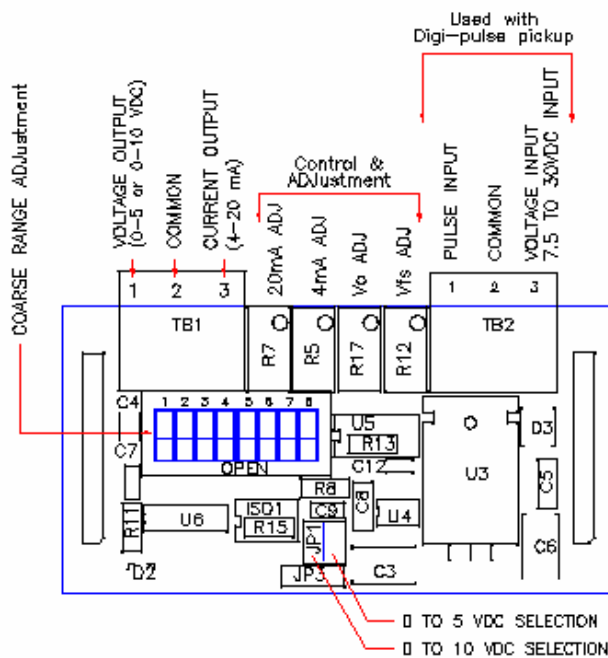 Used with
Digi-pulse pickup
COARSE RANGE ADJustment
VOLTAGE OUTPUT
(0-5 or 0-10 VDC)
COMMON
CURRENT OUTPUT
(4-20 mA)
Control &
ADJustment
20mA ADJ
4mA ADJ
Vo ADJ
Vfs ADJ
PULSE INPUT
COMMON
VOLTAGE INPUT
7.5 TO 30VDC INPUT
1 2 3
TB1
R7
R5
R17
R12
1 2 3
TB2
1 2 3 4 5 6 7 8
OPEN
C4
C7
U5
R13
C12
U3
D3
C5
R8
C9
C8
U4
R11
U6
ISO1
R15
JP1
C6
D2
JP3
C3
0 TO 5 VDC SELECTION
0 TO 10 VDC SELECTION